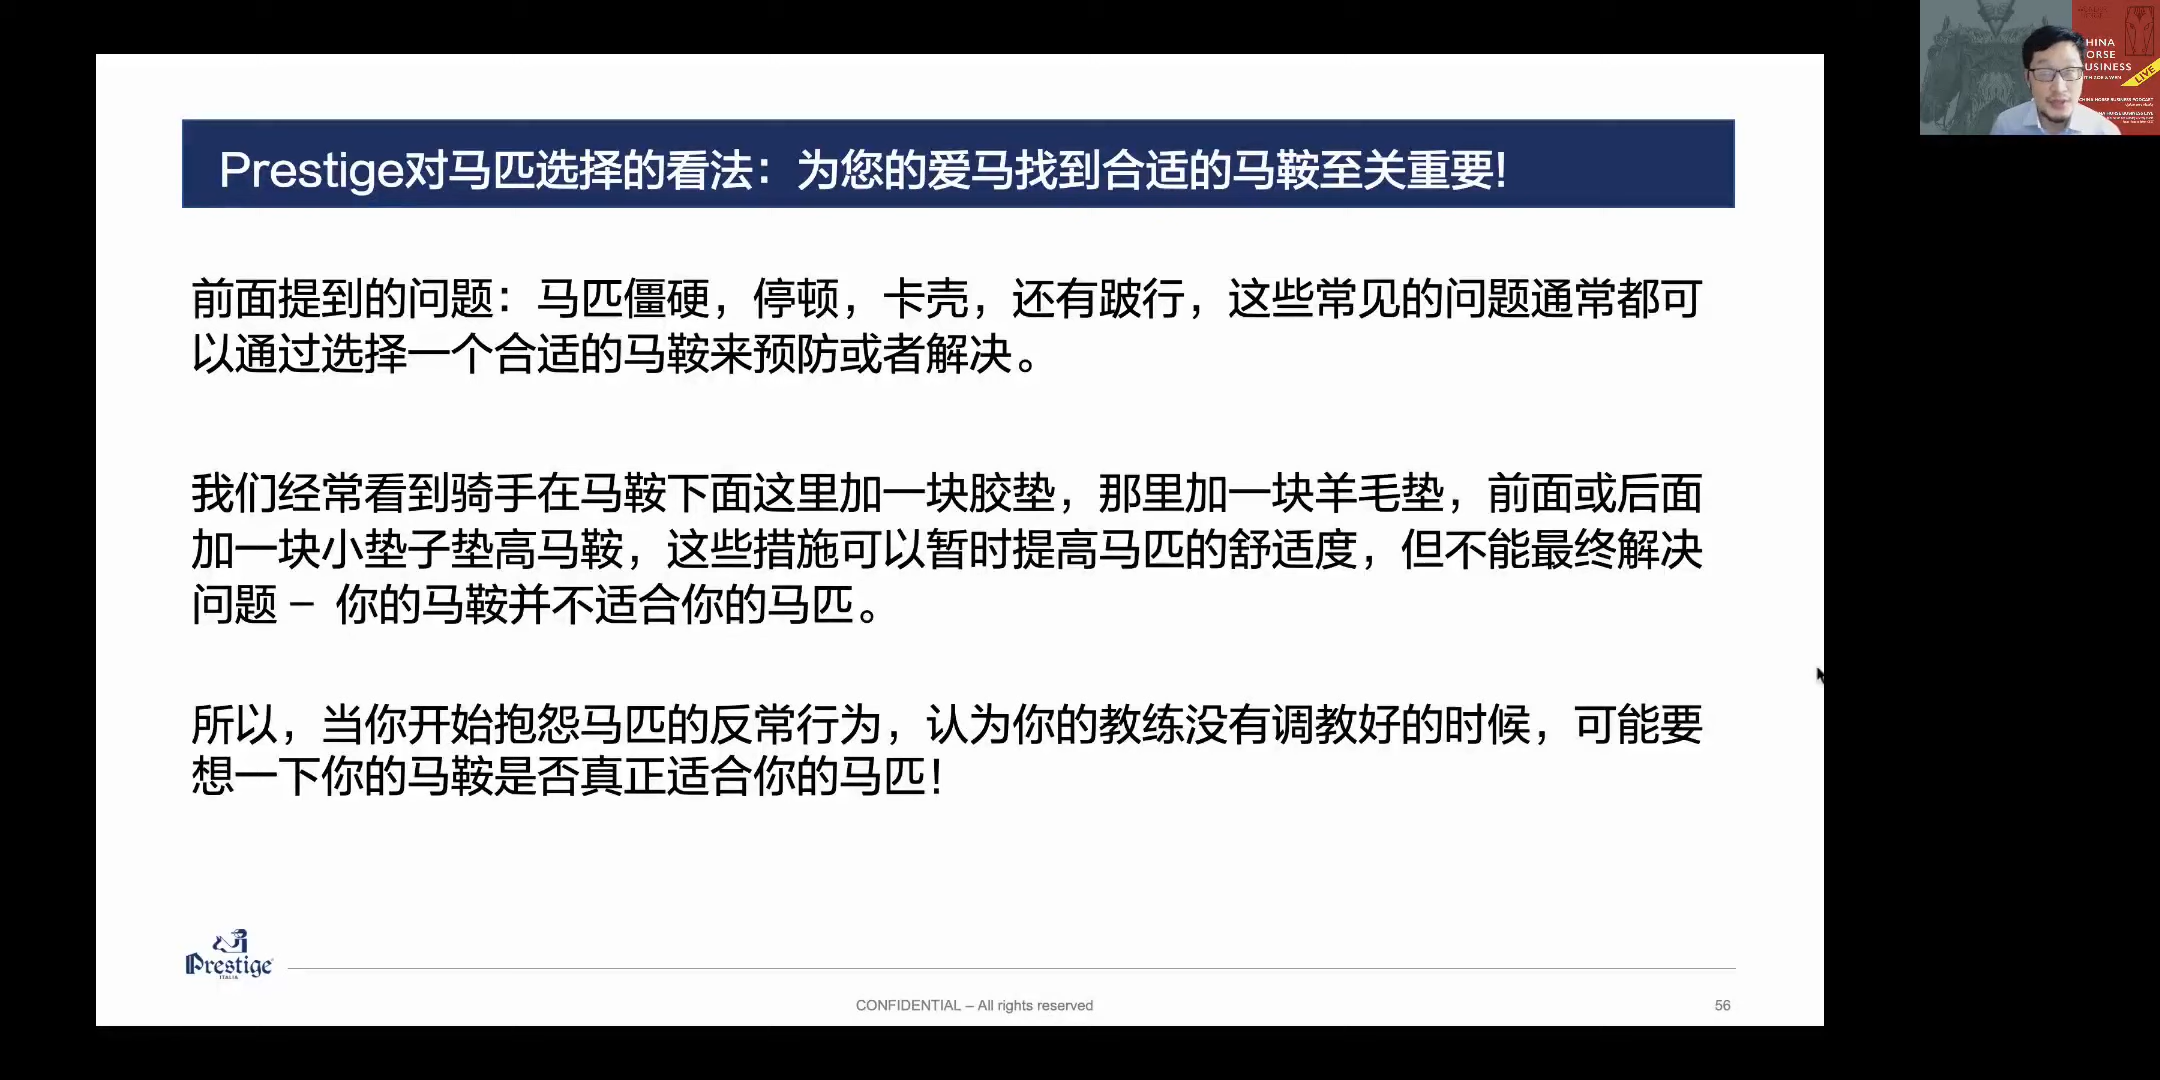 Prestige对马匹选择的看法：为您的爱马找到合适的马鞍至关重要！
前面提到的问题：马匹僵硬，停顿，卡壳，还有跛行，这些常见的问题通常都可
以通过选择一个合适的马鞍来预防或者解决。
我们经常看到骑手在马鞍下面这里加一块胶垫，那里加一块羊毛垫，前面或后面
加一块小垫子垫高马鞍，这些措施可以暂时提高马匹的舒适度，但不能最终解决
问题 – 你的马鞍并不适合你的马匹。
所以，当你开始抱怨马匹的反常行为，认为你的教练没有调教好的时候，可能要
想一下你的马鞍是否真正适合你的马匹！
Prestige
ITALIA
CONFIDENTIAL – All rights reserved
56
HINA
ORSE
USINESS
LIVE